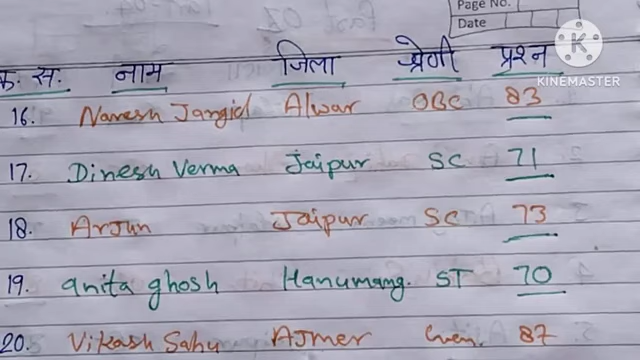 Page No.
Date
KINEMASTER
क्र. स. नाम जिला श्रेणी प्रश्न
16. Naresh Jangid Alwar OBC 83
17. Dinesh Verma Jaipur SC 71
18. Arjun Jaipur SC 73
19. anita ghosh Hanumang. ST 70
20. Vikash Sahu AJmer Gen. 87